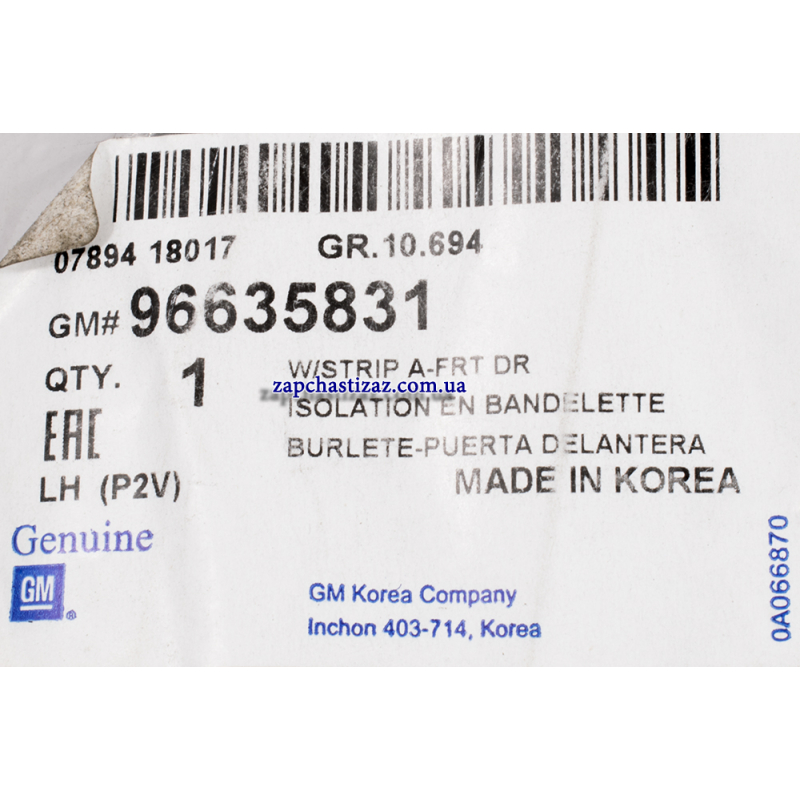 07894 18017 GR.10.694
GM# 96635831
QTY. 1 W/STRIP A-FRT DR
zapchastizaz.com.ua
ISOLATION EN BANDELETTE
EAC
BURLETE-PUERTA DELANTERA
LH (P2V) MADE IN KOREA
Genuine
GM ®
GM Korea Company
Inchon 403-714, Korea
0A066870